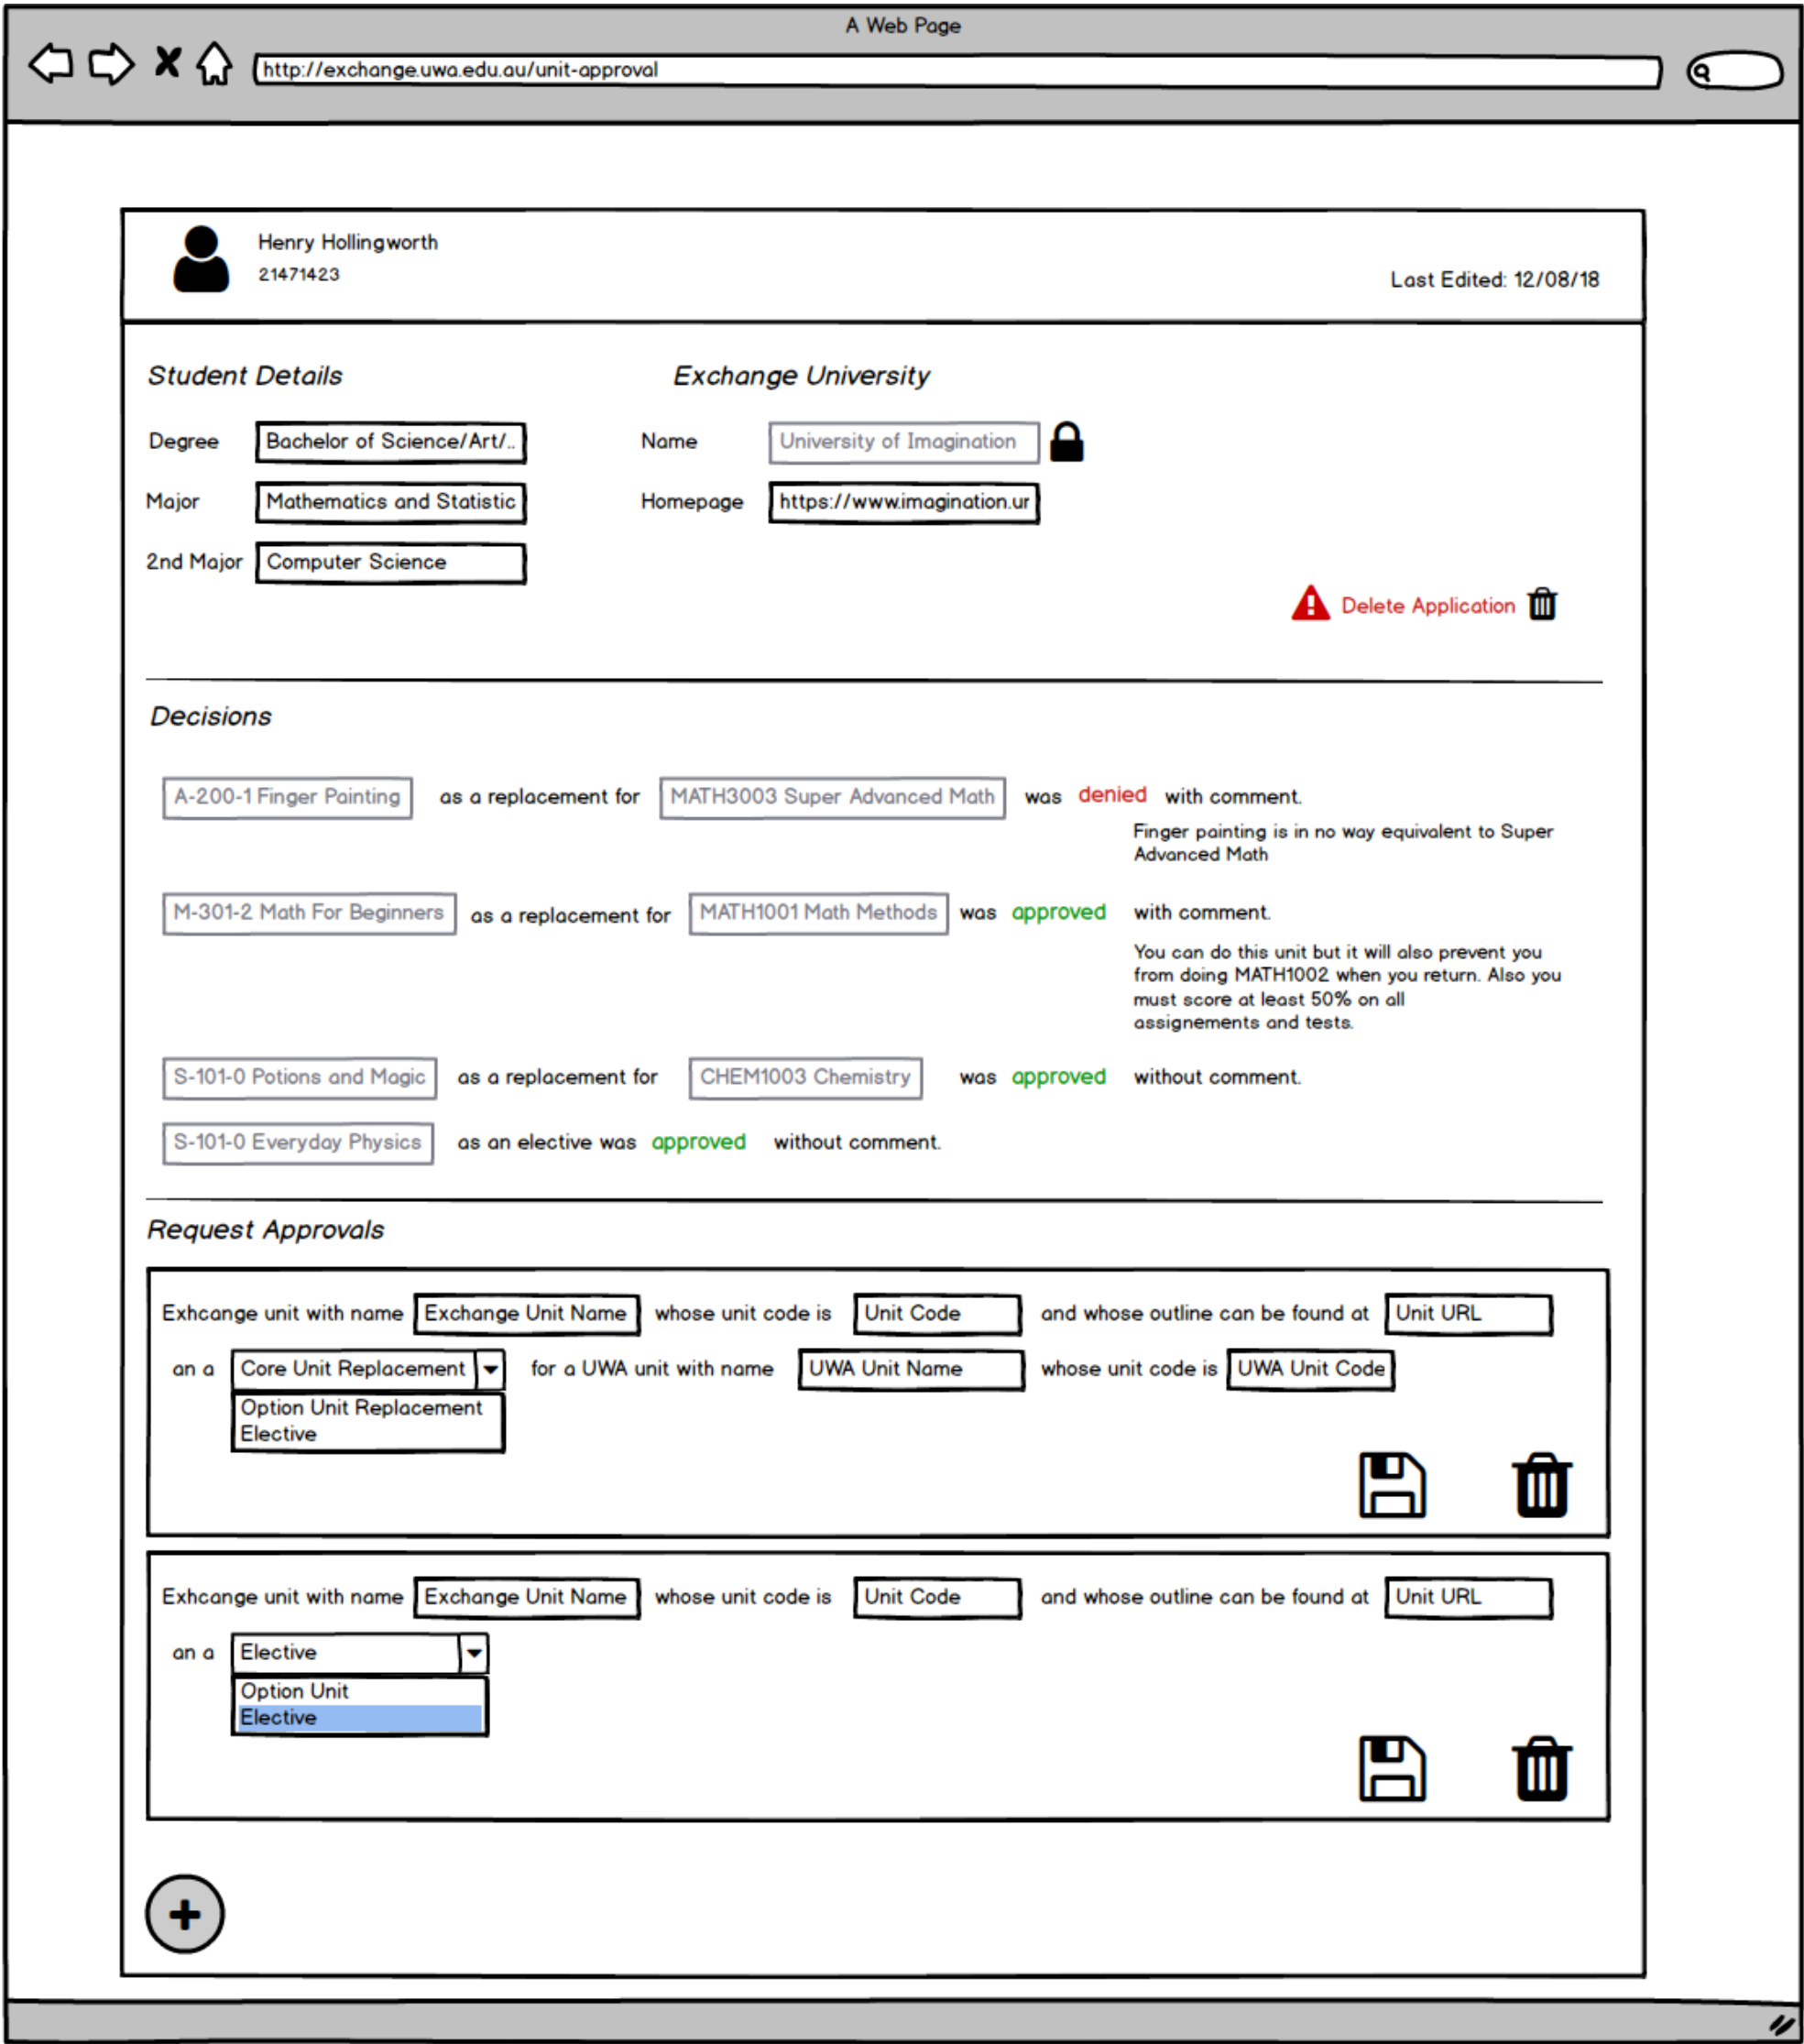 A Web Page
http://exchange.uwa.edu.au/unit-approval
Henry Hollingworth
21471423
Last Edited: 12/08/18
Student Details Exchange University
Degree Bachelor of Science/Art/.. Name University of Imagination
Major Mathematics and Statistic Homepage https://www.imagination.ur
2nd Major Computer Science
Delete Application
Decisions
A-200-1 Finger Painting as a replacement for MATH3003 Super Advanced Math was denied with comment.
Finger painting is in no way equivalent to Super
Advanced Math
M-301-2 Math For Beginners as a replacement for MATH1001 Math Methods was approved with comment.
You can do this unit but it will also prevent you
from doing MATH1002 when you return. Also you
must score at least 50% on all
assignements and tests.
S-101-0 Potions and Magic as a replacement for CHEM1003 Chemistry was approved without comment.
S-101-0 Everyday Physics as an elective was approved without comment.
Request Approvals
Exhcange unit with name Exchange Unit Name whose unit code is Unit Code and whose outline can be found at Unit URL
an a Core Unit Replacement for a UWA unit with name UWA Unit Name whose unit code is UWA Unit Code
Option Unit Replacement
Elective
Exhcange unit with name Exchange Unit Name whose unit code is Unit Code and whose outline can be found at Unit URL
an a Elective
Option Unit
Elective